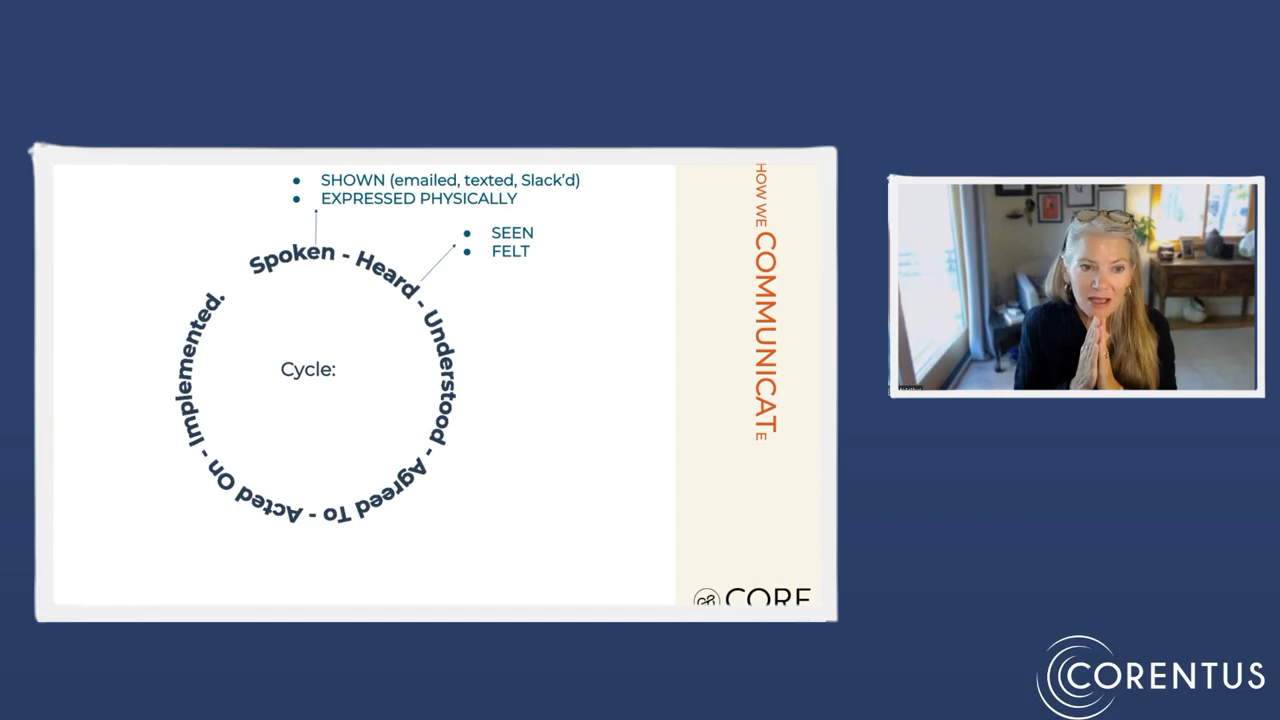 SHOWN (emailed, texted, Slack'd)
EXPRESSED PHYSICALLY
SEEN
FELT
Spoken - Heard - Understood - Agreed To - Acted On - Implemented.
Cycle:
HOW WE COMMUNICATE
CORE
CORENTUS